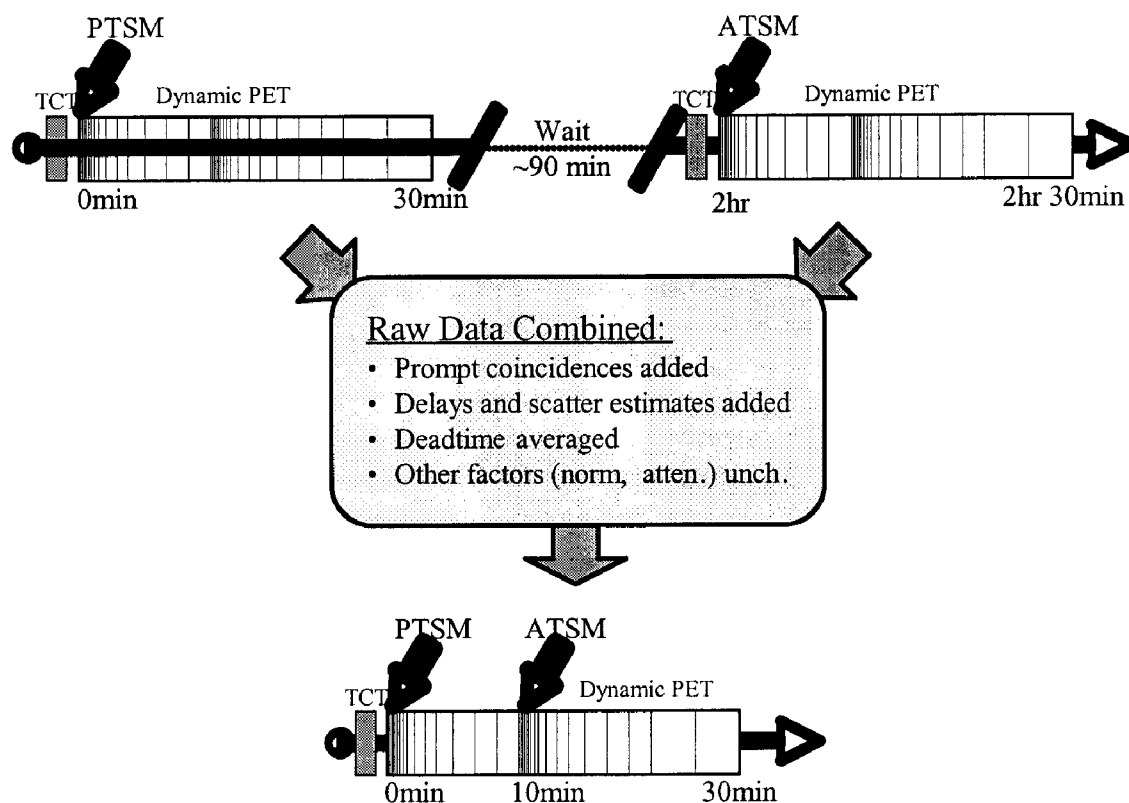 PTSM
ATSM
TCT
Dynamic PET
TCT
Dynamic PET
Wait
~90 min
0min
30min
2hr
2hr 30min
Raw Data Combined:
• Prompt coincidences added
• Delays and scatter estimates added
• Deadtime averaged
• Other factors (norm, atten.) unch.
PTSM
ATSM
TCT
Dynamic PET
0min
10min
30min